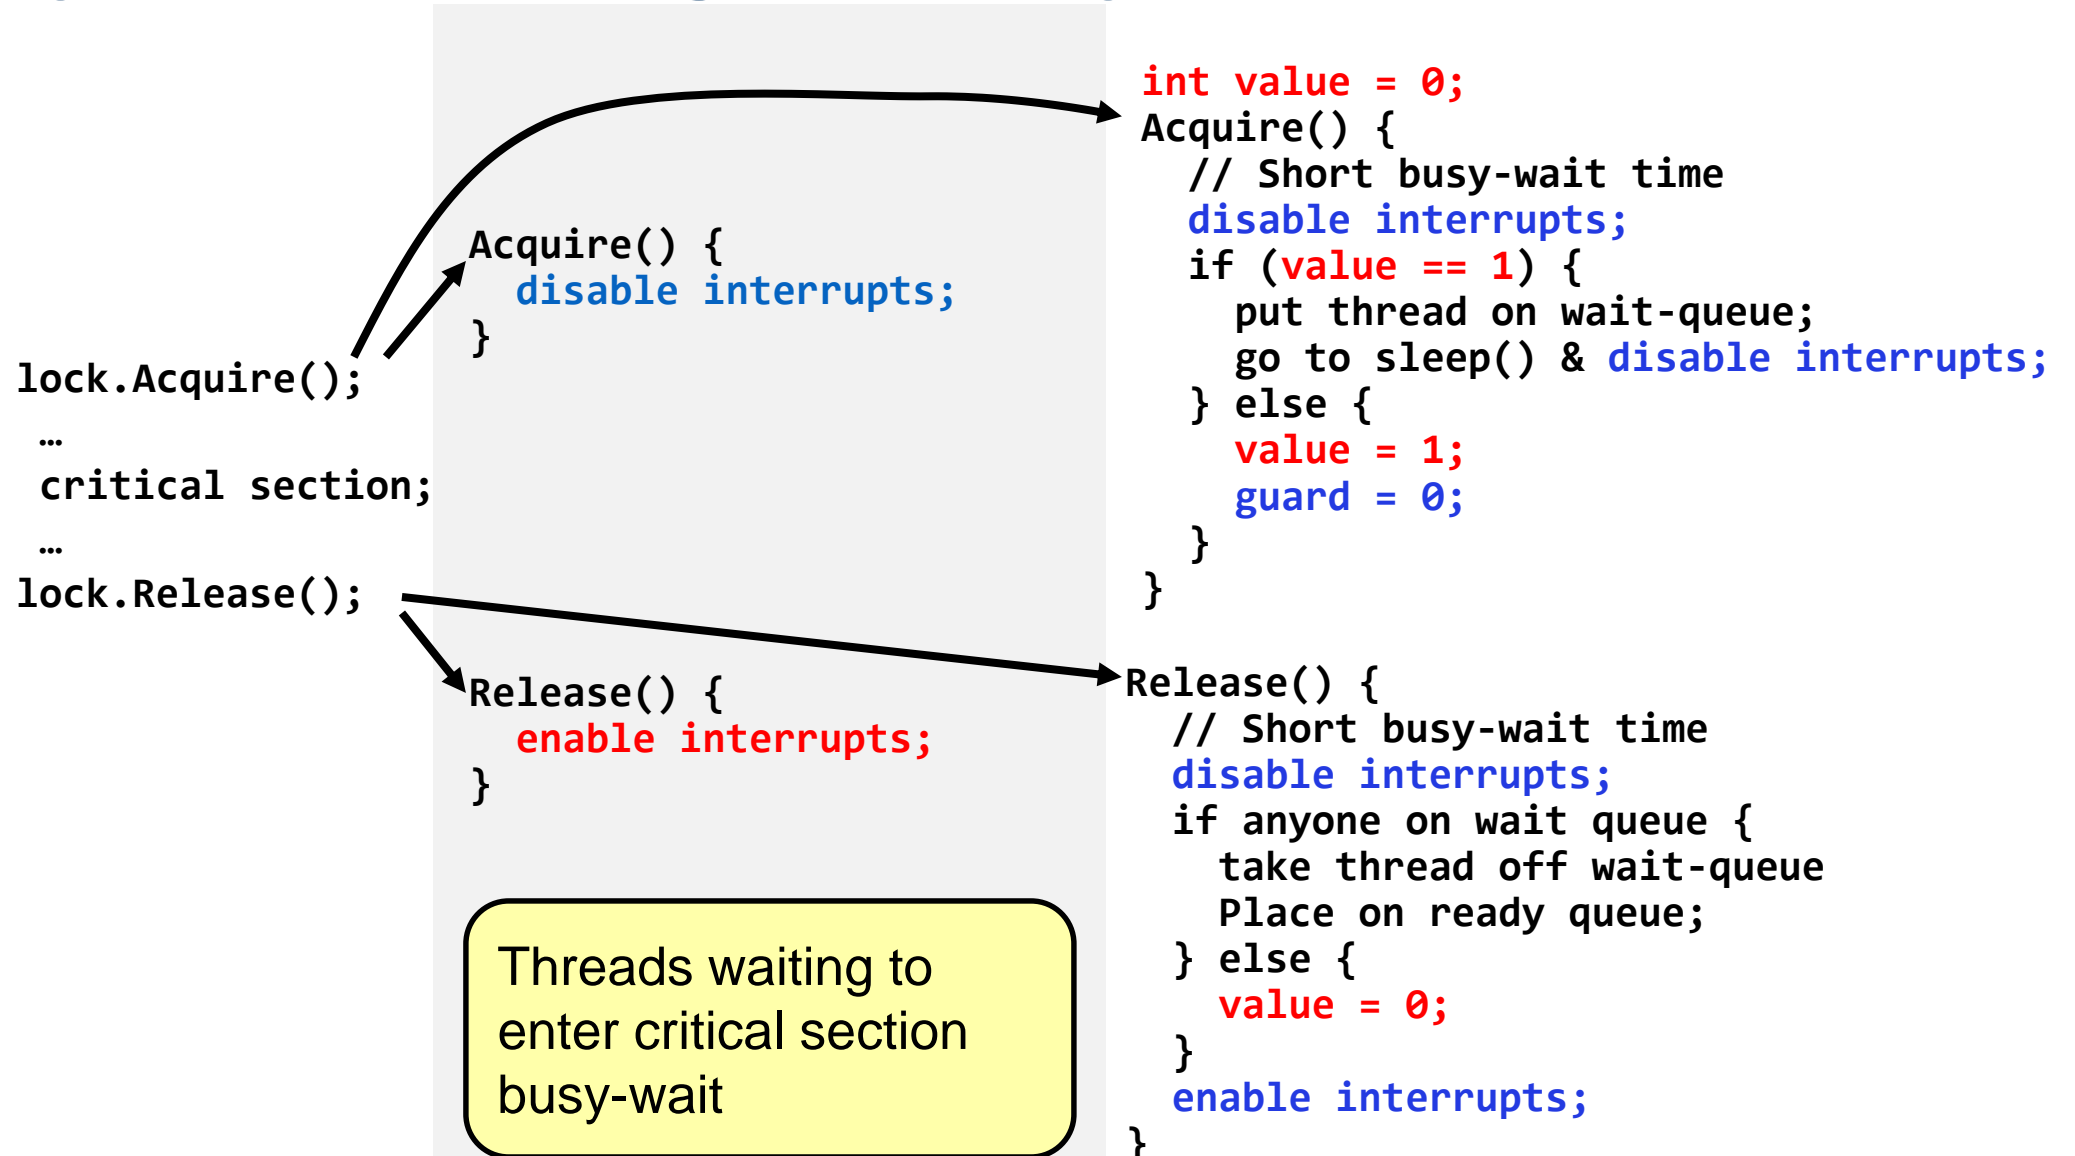 lock.Acquire();
…
critical section;
…
lock.Release();
Acquire() {
disable interrupts;
}
Release() {
enable interrupts;
}
Threads waiting to
enter critical section
busy-wait
int value = 0;
Acquire() {
// Short busy-wait time
disable interrupts;
if (value == 1) {
put thread on wait-queue;
go to sleep() & disable interrupts;
} else {
value = 1;
guard = 0;
}
}
Release() {
// Short busy-wait time
disable interrupts;
if anyone on wait queue {
take thread off wait-queue
Place on ready queue;
} else {
value = 0;
}
enable interrupts;
}